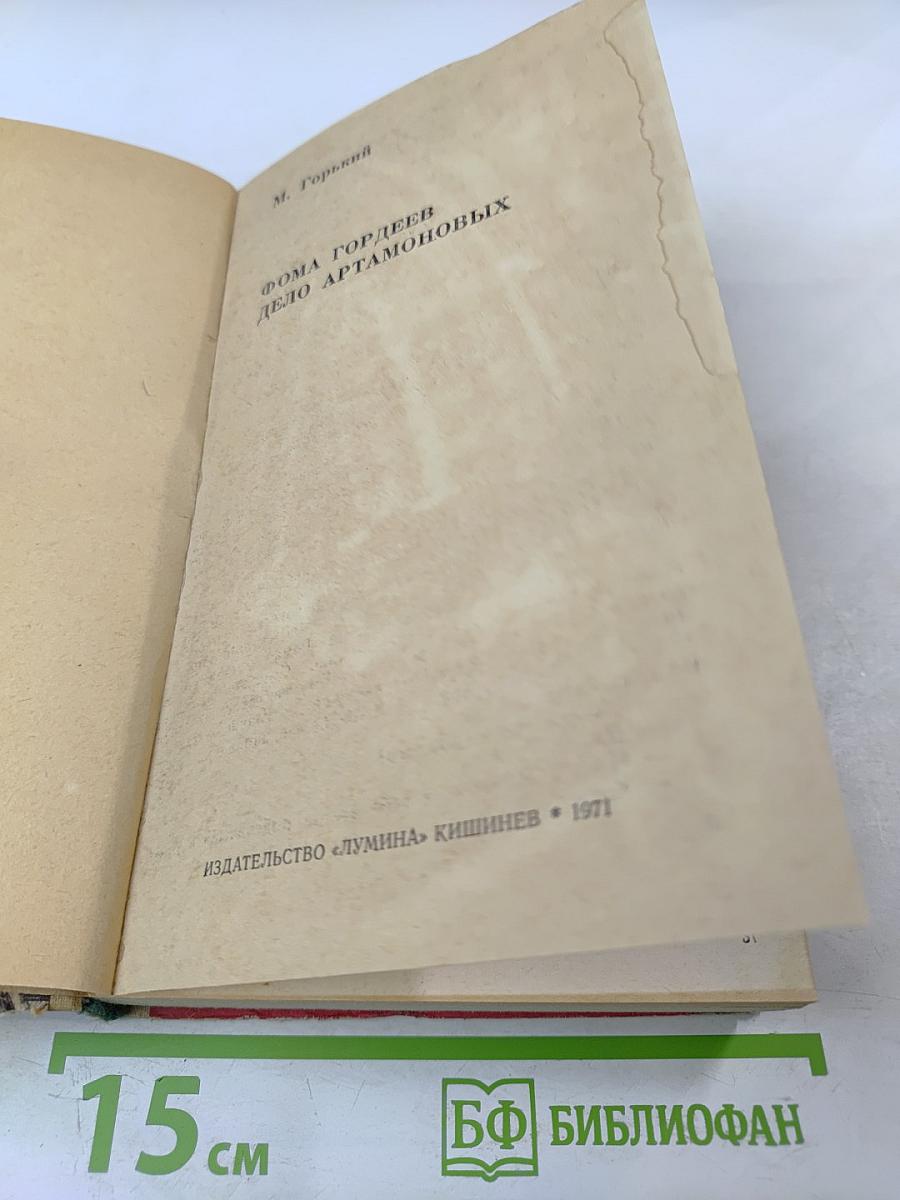 М. Горький
ФОМА ГОРДЕЕВ
ДЕЛО АРТАМОНОВЫХ
ИЗДАТЕЛЬСТВО «ЛУМИНА» КИШИНЕВ * 1971
15 см
БФ БИБЛИОФАН